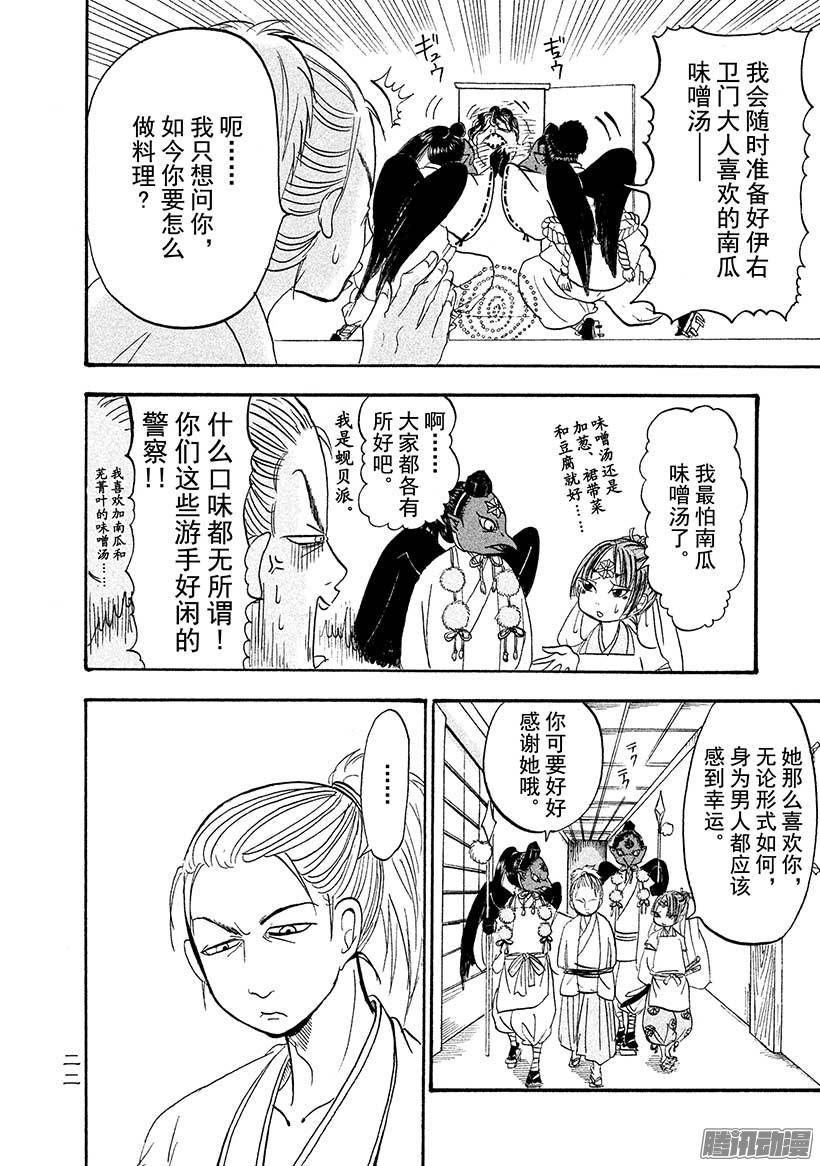 我会随时准备好伊右
卫门大人喜欢的南瓜
味噌汤——
ギュウ
ギュウ
呃……
我只想问你，
如今你要怎么
做料理？
我最怕南瓜
味噌汤了。
味噌汤还是
加葱、裙带菜
和豆腐就好……
啊……
大家都各有
所好吧。
我是蚬贝派。
什么口味都无所谓！
你们这些游手好闲的
警察!!
我喜欢加南瓜和
芜菁叶的味噌汤……
她那么喜欢你，
无论形式如何，
身为男人都应该
感到幸运。
テク
テク
你可要好好
感谢她哦。
……
二二
腾讯动漫